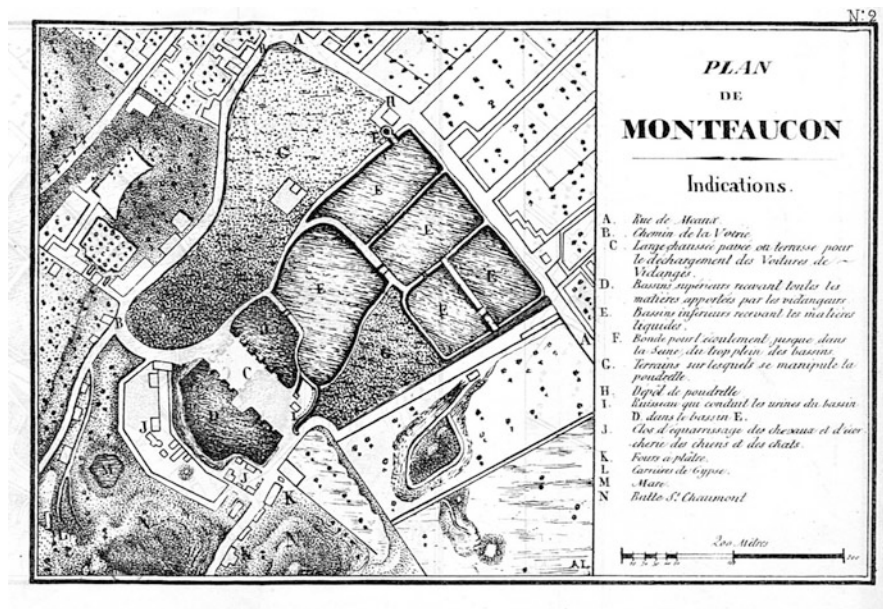 N.º 2
PLAN
DE
MONTFAUCON
Indications.
A. Rue de Meaux.
B. Chemin de la Voirie
C. Large chaussée pavée ou terrasse pour
le déchargement des Voitures de
Vidanges.
D. Bassins supérieurs recevant toutes les
matières apportées par les vidangeurs
E. Bassins inférieurs recevant les matières
liquides.
F. Bonde pour l'écoulement jusque dans
la Seine, du trop plein des bassins.
G. Terrains sur lesquels se manipule la
poudrette.
H. Dépôt de poudrette
I. Ruisseau qui conduit les urines du bassin
D. dans le bassin E.
J. Clos d'équarrissage des chevaux et d'écor
cherie des chiens et des chats.
K. Fours à plâtre.
L. Carrières de Gypse.
M Mare.
N Butte St. Chaumont
200 Mètres
200
A
B
H
F
G
E
E
E
E
E
A
B
C
G
D
J
J
M
N
K
L
K
N
A.L.